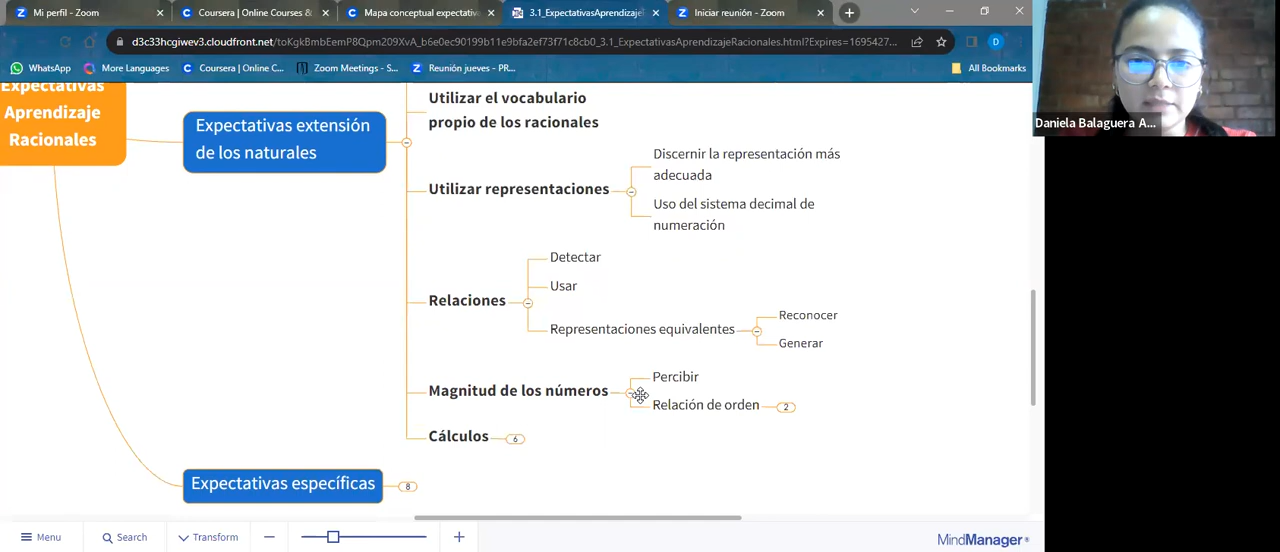 Mi perfil - Zoom
Coursera | Online Courses &
Mapa conceptual expectativ
3.1_ExpectativasAprendizaje
Iniciar reunión - Zoom
d3c33hcgiwev3.cloudfront.net/toKgkBmbEemP8Qpm209XvA_b6e0ec90199b11e9bfa2ef73f71c8cb0_3.1_ExpectativasAprendizajeRacionales.html?Expires=1695427...
D
WhatsApp
More Languages
Coursera | Online C...
Zoom Meetings - S...
Reunión jueves - PR...
All Bookmarks
Daniela Balaguera A...
Expectativas
Aprendizaje
Racionales
Expectativas extensión
de los naturales
Utilizar el vocabulario
propio de los racionales
Utilizar representaciones
Discernir la representación más
adecuada
Uso del sistema decimal de
numeración
Relaciones
Detectar
Usar
Representaciones equivalentes
Reconocer
Generar
Magnitud de los números
Percibir
Relación de orden
2
Cálculos
6
Expectativas específicas
8
Menu
Search
Transform
MindManager®